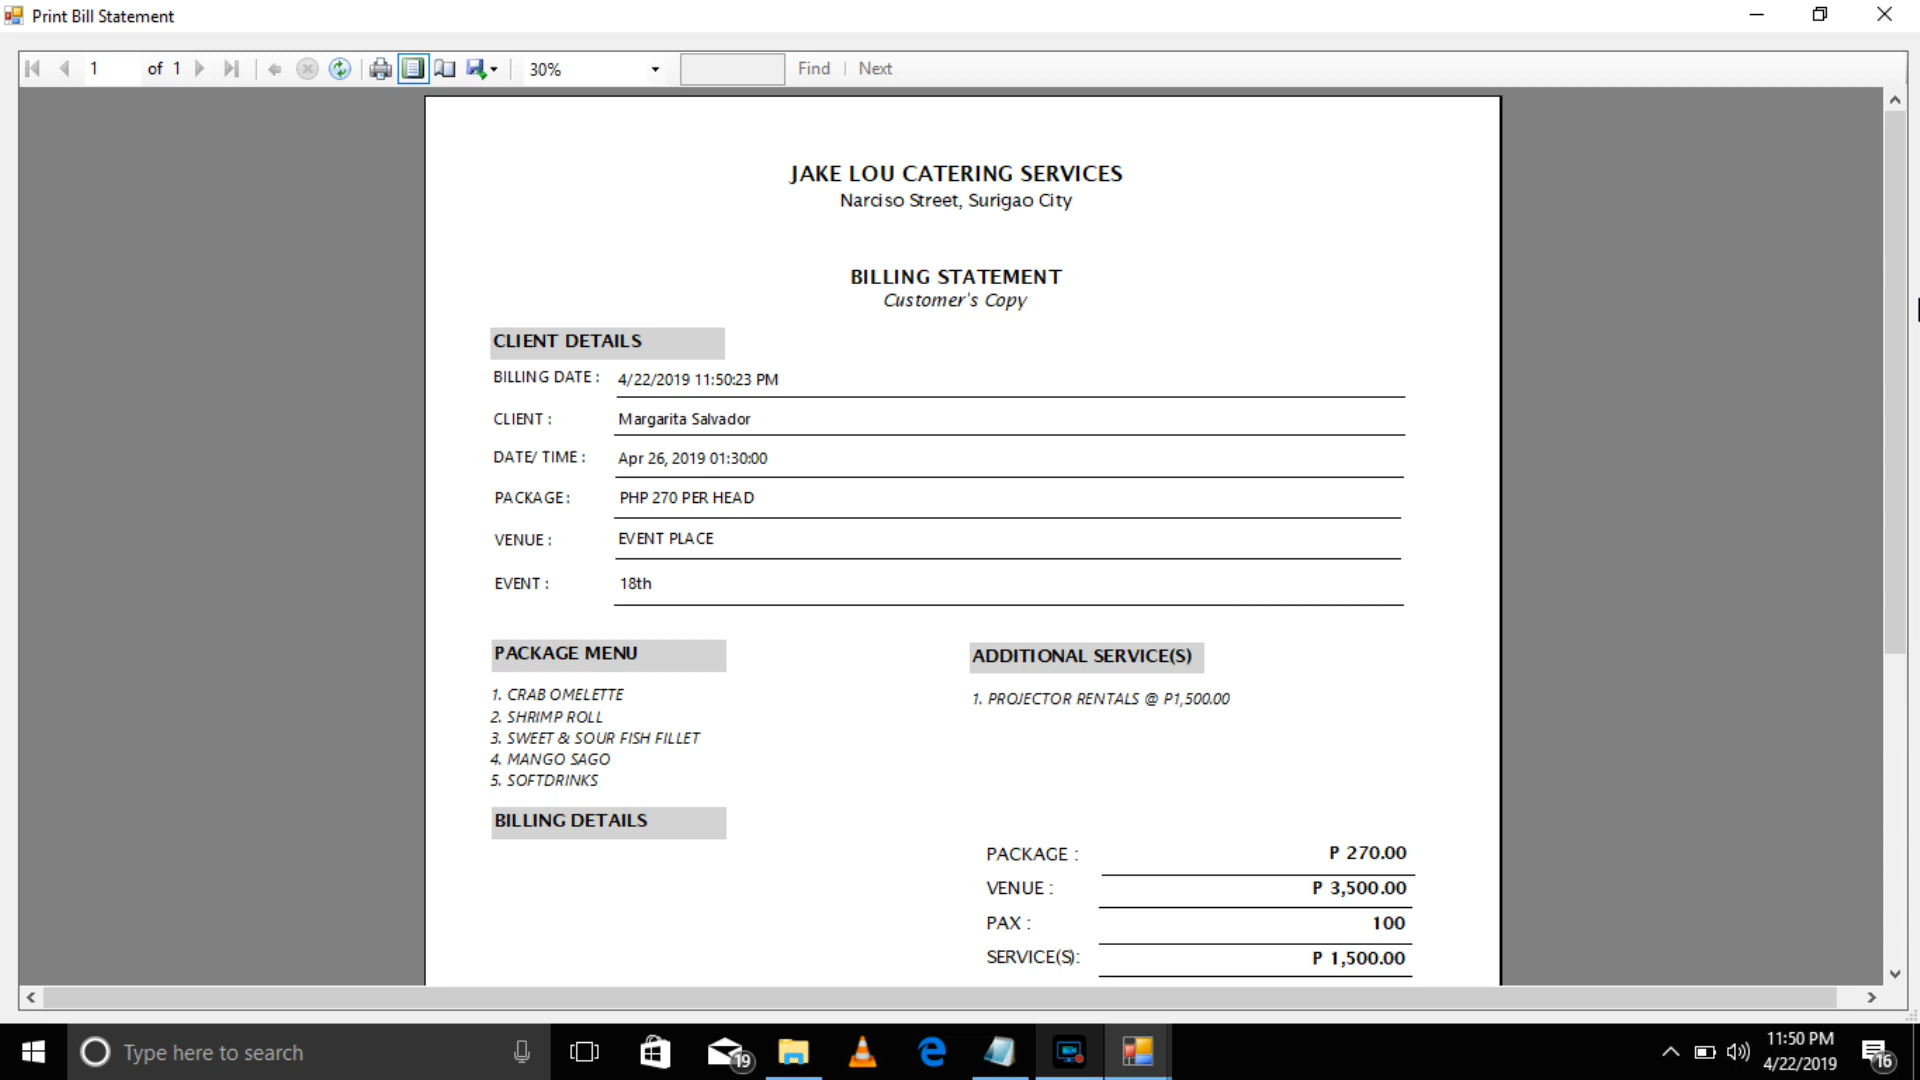 Print Bill Statement
1 of 1 30% Find Next
JAKE LOU CATERING SERVICES
Narciso Street, Surigao City
BILLING STATEMENT
Customer's Copy
CLIENT DETAILS
BILLING DATE : 4/22/2019 11:50:23 PM
CLIENT : Margarita Salvador
DATE/ TIME : Apr 26, 2019 01:30:00
PACKAGE : PHP 270 PER HEAD
VENUE : EVENT PLACE
EVENT : 18th
PACKAGE MENU
1. CRAB OMELETTE
2. SHRIMP ROLL
3. SWEET & SOUR FISH FILLET
4. MANGO SAGO
5. SOFTDRINKS
ADDITIONAL SERVICE(S)
1. PROJECTOR RENTALS @ P1,500.00
BILLING DETAILS
PACKAGE : P 270.00
VENUE : P 3,500.00
PAX : 100
SERVICE(S): P 1,500.00
Type here to search
19
11:50 PM
4/22/2019
16